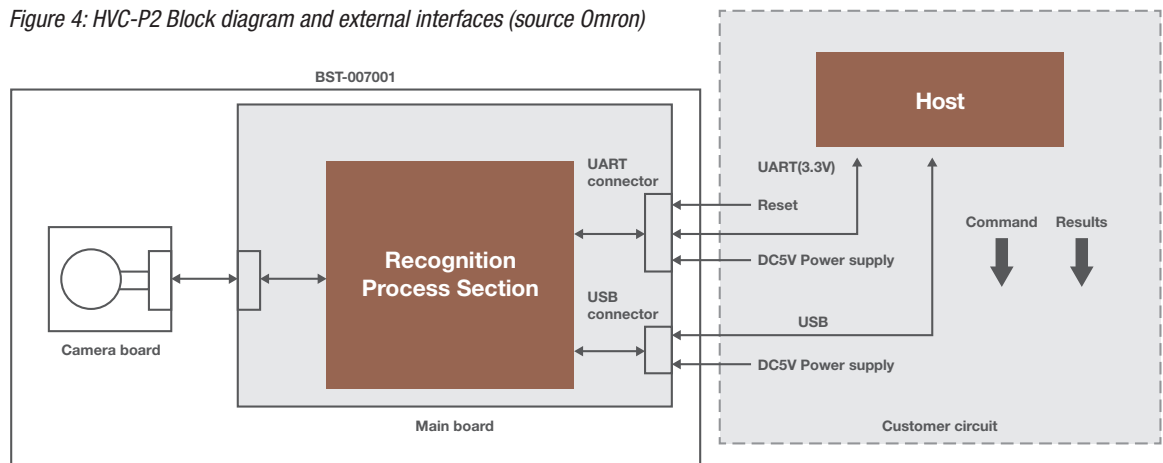 Figure 4: HVC-P2 Block diagram and external interfaces (source Omron)
BST-007001
Host
UART
connector
UART(3.3V)
Reset
Command
Results
Recognition
Process Section
DC5V Power supply
USB
connector
USB
Camera board
DC5V Power supply
Main board
Customer circuit